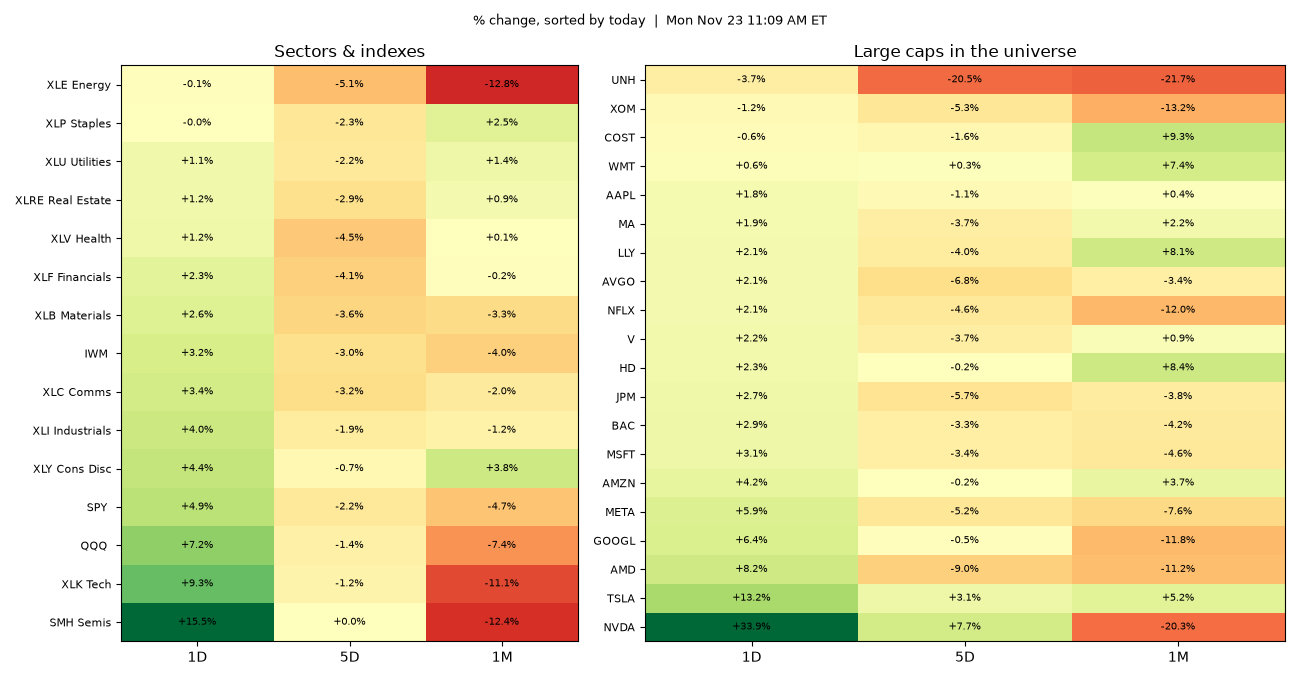 % change, sorted by today | Mon Nov 23 11:09 AM ET
Sectors & indexes
XLE Energy -0.1% -5.1% -12.8%
XLP Staples -0.0% -2.3% +2.5%
XLU Utilities +1.1% -2.2% +1.4%
XLRE Real Estate +1.2% -2.9% +0.9%
XLV Health +1.2% -4.5% +0.1%
XLF Financials +2.3% -4.1% -0.2%
XLB Materials +2.6% -3.6% -3.3%
IWM +3.2% -3.0% -4.0%
XLC Comms +3.4% -3.2% -2.0%
XLI Industrials +4.0% -1.9% -1.2%
XLY Cons Disc +4.4% -0.7% +3.8%
SPY +4.9% -2.2% -4.7%
QQQ +7.2% -1.4% -7.4%
XLK Tech +9.3% -1.2% -11.1%
SMH Semis +15.5% +0.0% -12.4%
1D 5D 1M
Large caps in the universe
UNH -3.7% -20.5% -21.7%
XOM -1.2% -5.3% -13.2%
COST -0.6% -1.6% +9.3%
WMT +0.6% +0.3% +7.4%
AAPL +1.8% -1.1% +0.4%
MA +1.9% -3.7% +2.2%
LLY +2.1% -4.0% +8.1%
AVGO +2.1% -6.8% -3.4%
NFLX +2.1% -4.6% -12.0%
V +2.2% -3.7% +0.9%
HD +2.3% -0.2% +8.4%
JPM +2.7% -5.7% -3.8%
BAC +2.9% -3.3% -4.2%
MSFT +3.1% -3.4% -4.6%
AMZN +4.2% -0.2% +3.7%
META +5.9% -5.2% -7.6%
GOOGL +6.4% -0.5% -11.8%
AMD +8.2% -9.0% -11.2%
TSLA +13.2% +3.1% +5.2%
NVDA +33.9% +7.7% -20.3%
1D 5D 1M